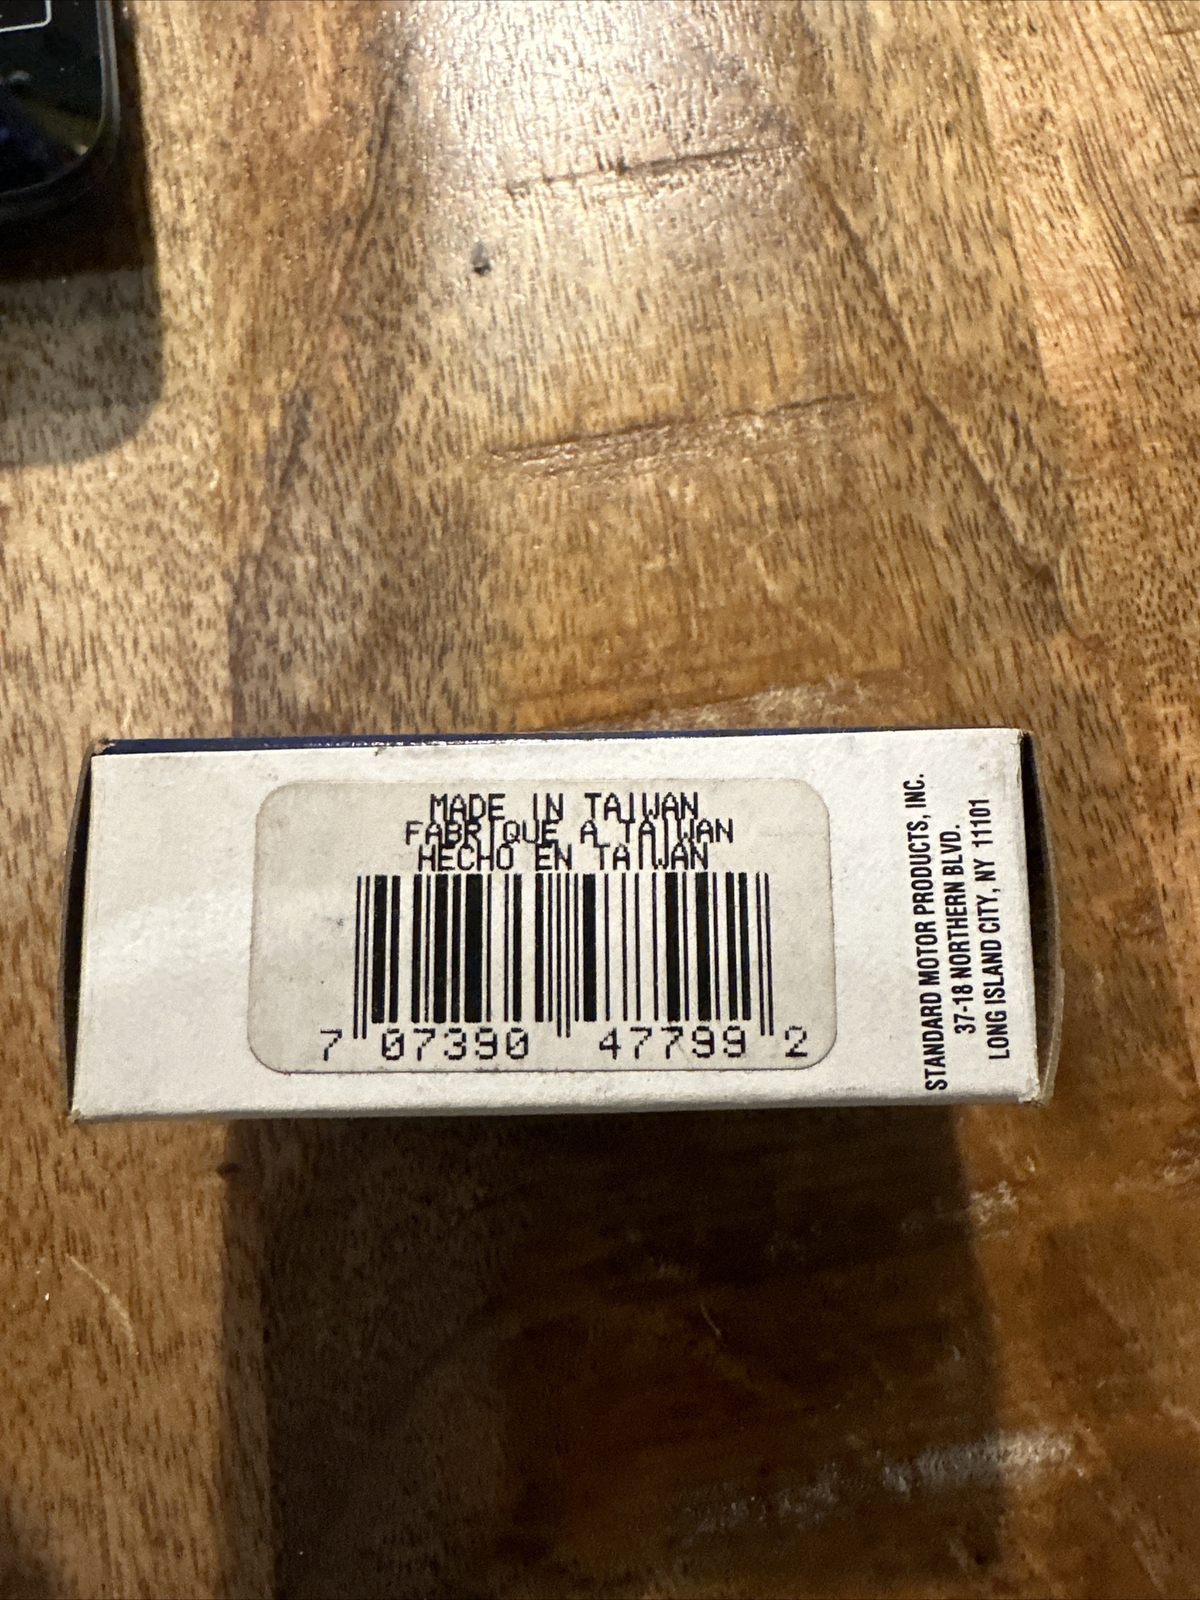 MADE IN TAIWAN
FABRIQUE A TAIWAN
HECHO EN TAIWAN
7 07390 47799 2
STANDARD MOTOR PRODUCTS, INC.
37-18 NORTHERN BLVD.
LONG ISLAND CITY, NY 11101